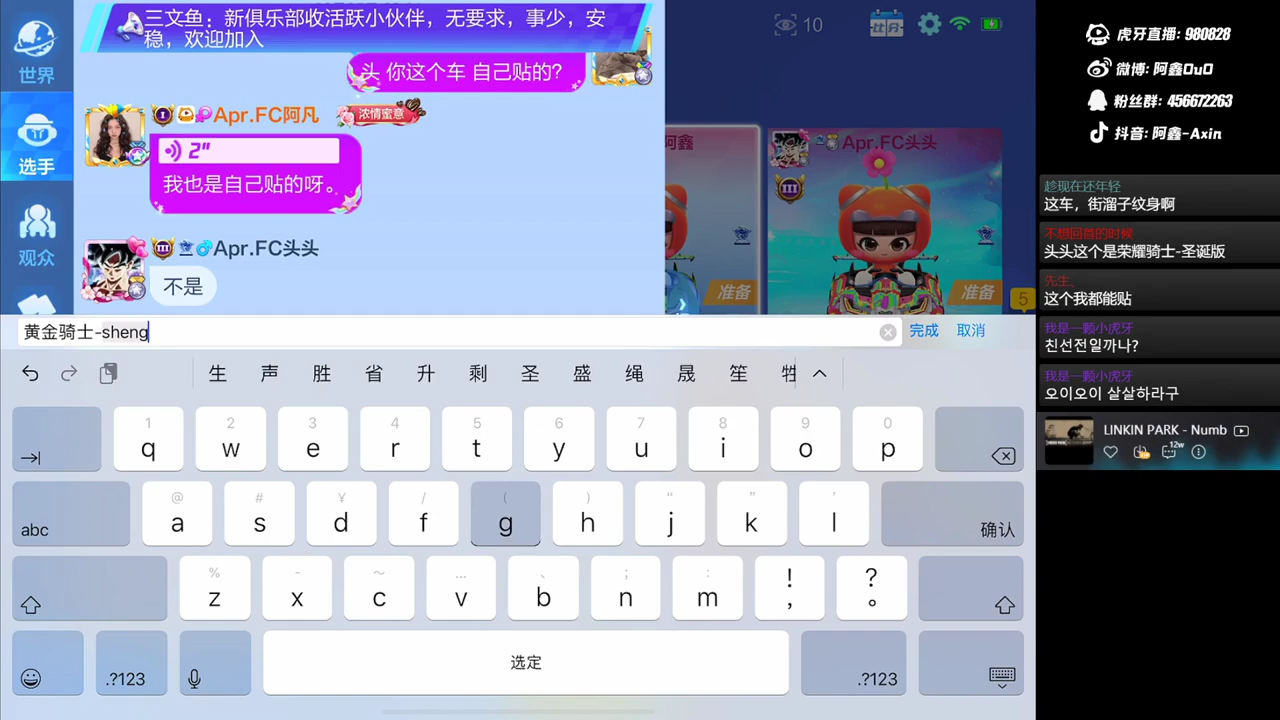 世界
选手
观众
三文鱼：新俱乐部收活跃小伙伴，无要求，事少，安
稳，欢迎加入
头 你这个车 自己贴的?
Apr.FC阿凡
浓情蜜意
2"
我也是自己贴的呀。
Apr.FC头头
不是
10
比分
阿鑫
准备
Apr.FC头头
III
准备
5
黄金骑士-sheng
完成
取消
生 声 胜 省 升 剩 圣 盛 绳 晟 笙 牲
1 2 3 4 5 6 7 8 9 0
q w e r t y u i o p
@ # ¥ / ( ) “ ” ’
abc a s d f g h j k l 确认
% - ~ … 、 ; :
z x c v b n m ! , ? 。
.?123 选定 .?123
虎牙直播: 980828
微博: 阿鑫OuO
粉丝群: 456672263
抖音: 阿鑫-Axin
趁现在还年轻
这车，街溜子纹身啊
不想回首的时候
头头这个是荣耀骑士-圣诞版
先生、
这个我都能贴
我是一颗小虎牙
친선전일까나?
我是一颗小虎牙
오이오이 살살하라구
LINKIN PARK - Numb
12w